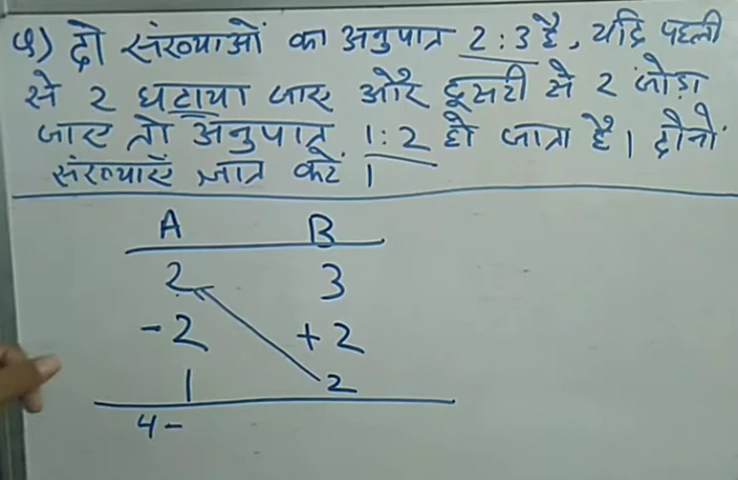 Q) दो संख्याओं का अनुपात 2:3 है, यदि पहली
से 2 घटाया जाए और दूसरी से 2 जोड़ा
जाए तो अनुपात 1:2 हो जाता है। दोनों
संख्याएँ ज्ञात करें।
A B
2 3
-2 +2
1 2
4 -